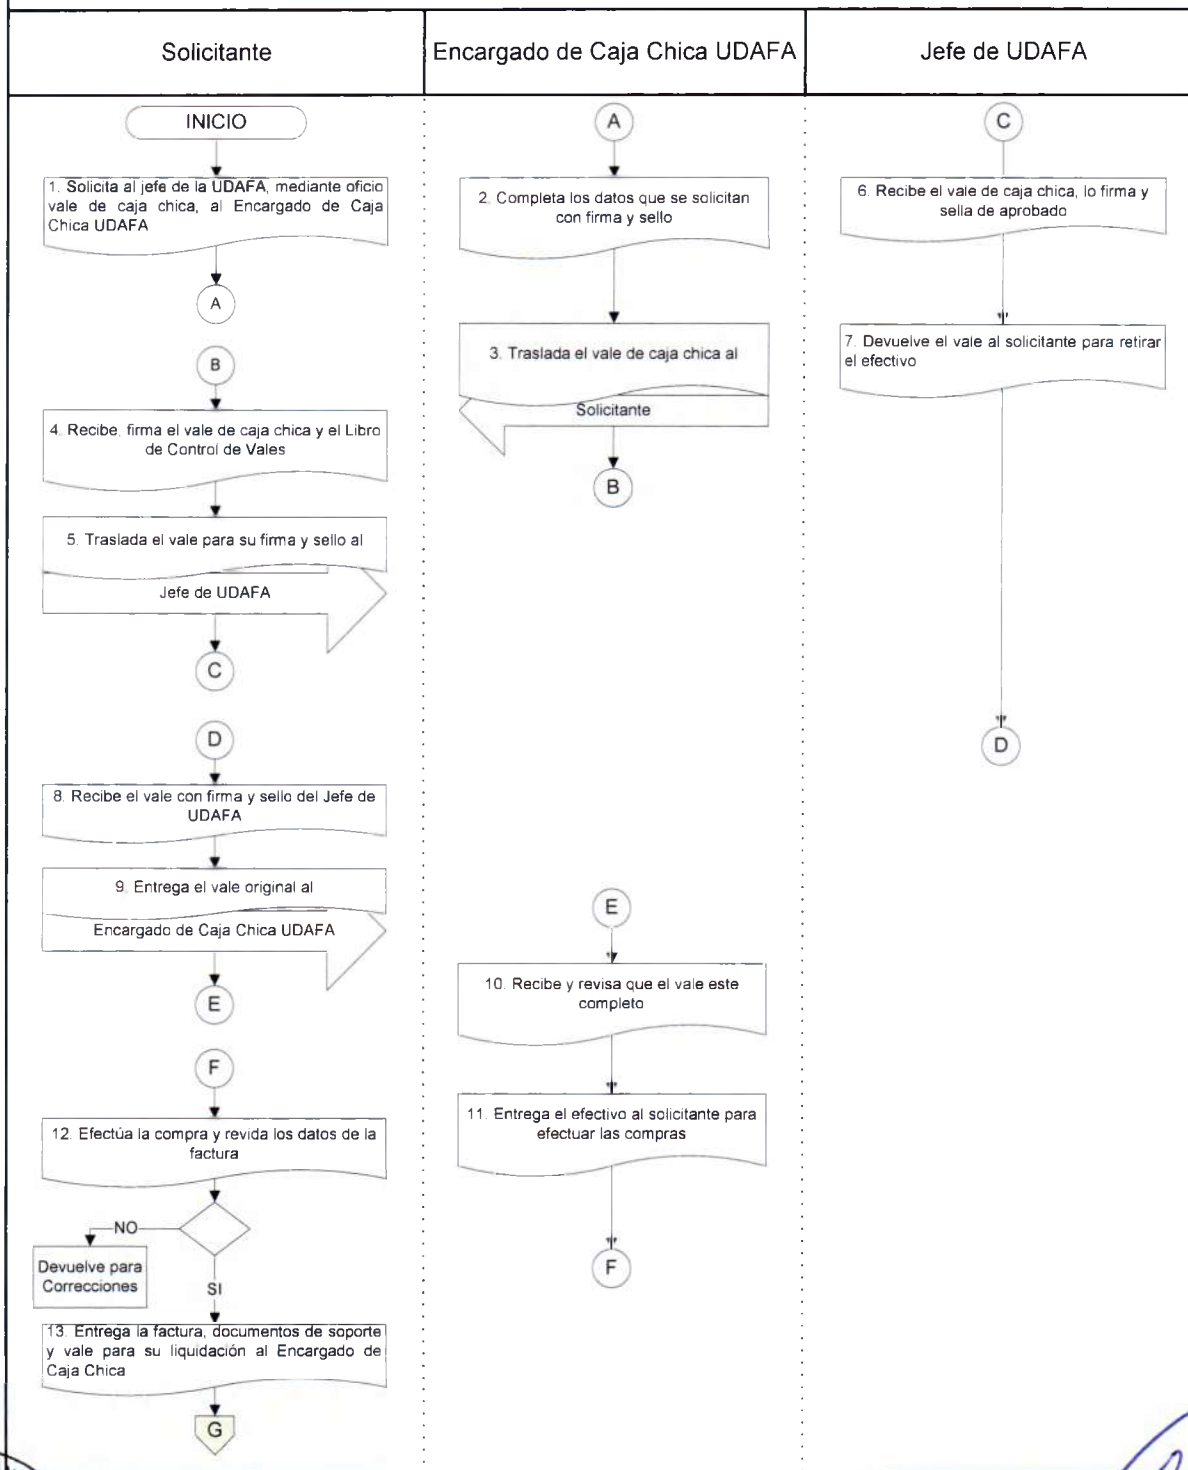 Solicitante
Encargado de Caja Chica UDAFA
Jefe de UDAFA
INICIO
1. Solicita al jefe de la UDAFA, mediante oficio
vale de caja chica, al Encargado de Caja
Chica UDAFA
A
B
4. Recibe, firma el vale de caja chica y el Libro
de Control de Vales
5. Traslada el vale para su firma y sello al
Jefe de UDAFA
C
D
8. Recibe el vale con firma y sello del Jefe de
UDAFA
9. Entrega el vale original al
Encargado de Caja Chica UDAFA
E
F
12. Efectúa la compra y revida los datos de la
factura
NO
Devuelve para
Correcciones
SI
13. Entrega la factura, documentos de soporte
y vale para su liquidación al Encargado de
Caja Chica
G
A
2. Completa los datos que se solicitan
con firma y sello
3. Traslada el vale de caja chica al
Solicitante
B
E
10. Recibe y revisa que el vale este
completo
11. Entrega el efectivo al solicitante para
efectuar las compras
F
C
6. Recibe el vale de caja chica, lo firma y
sella de aprobado
7. Devuelve el vale al solicitante para retirar
el efectivo
D